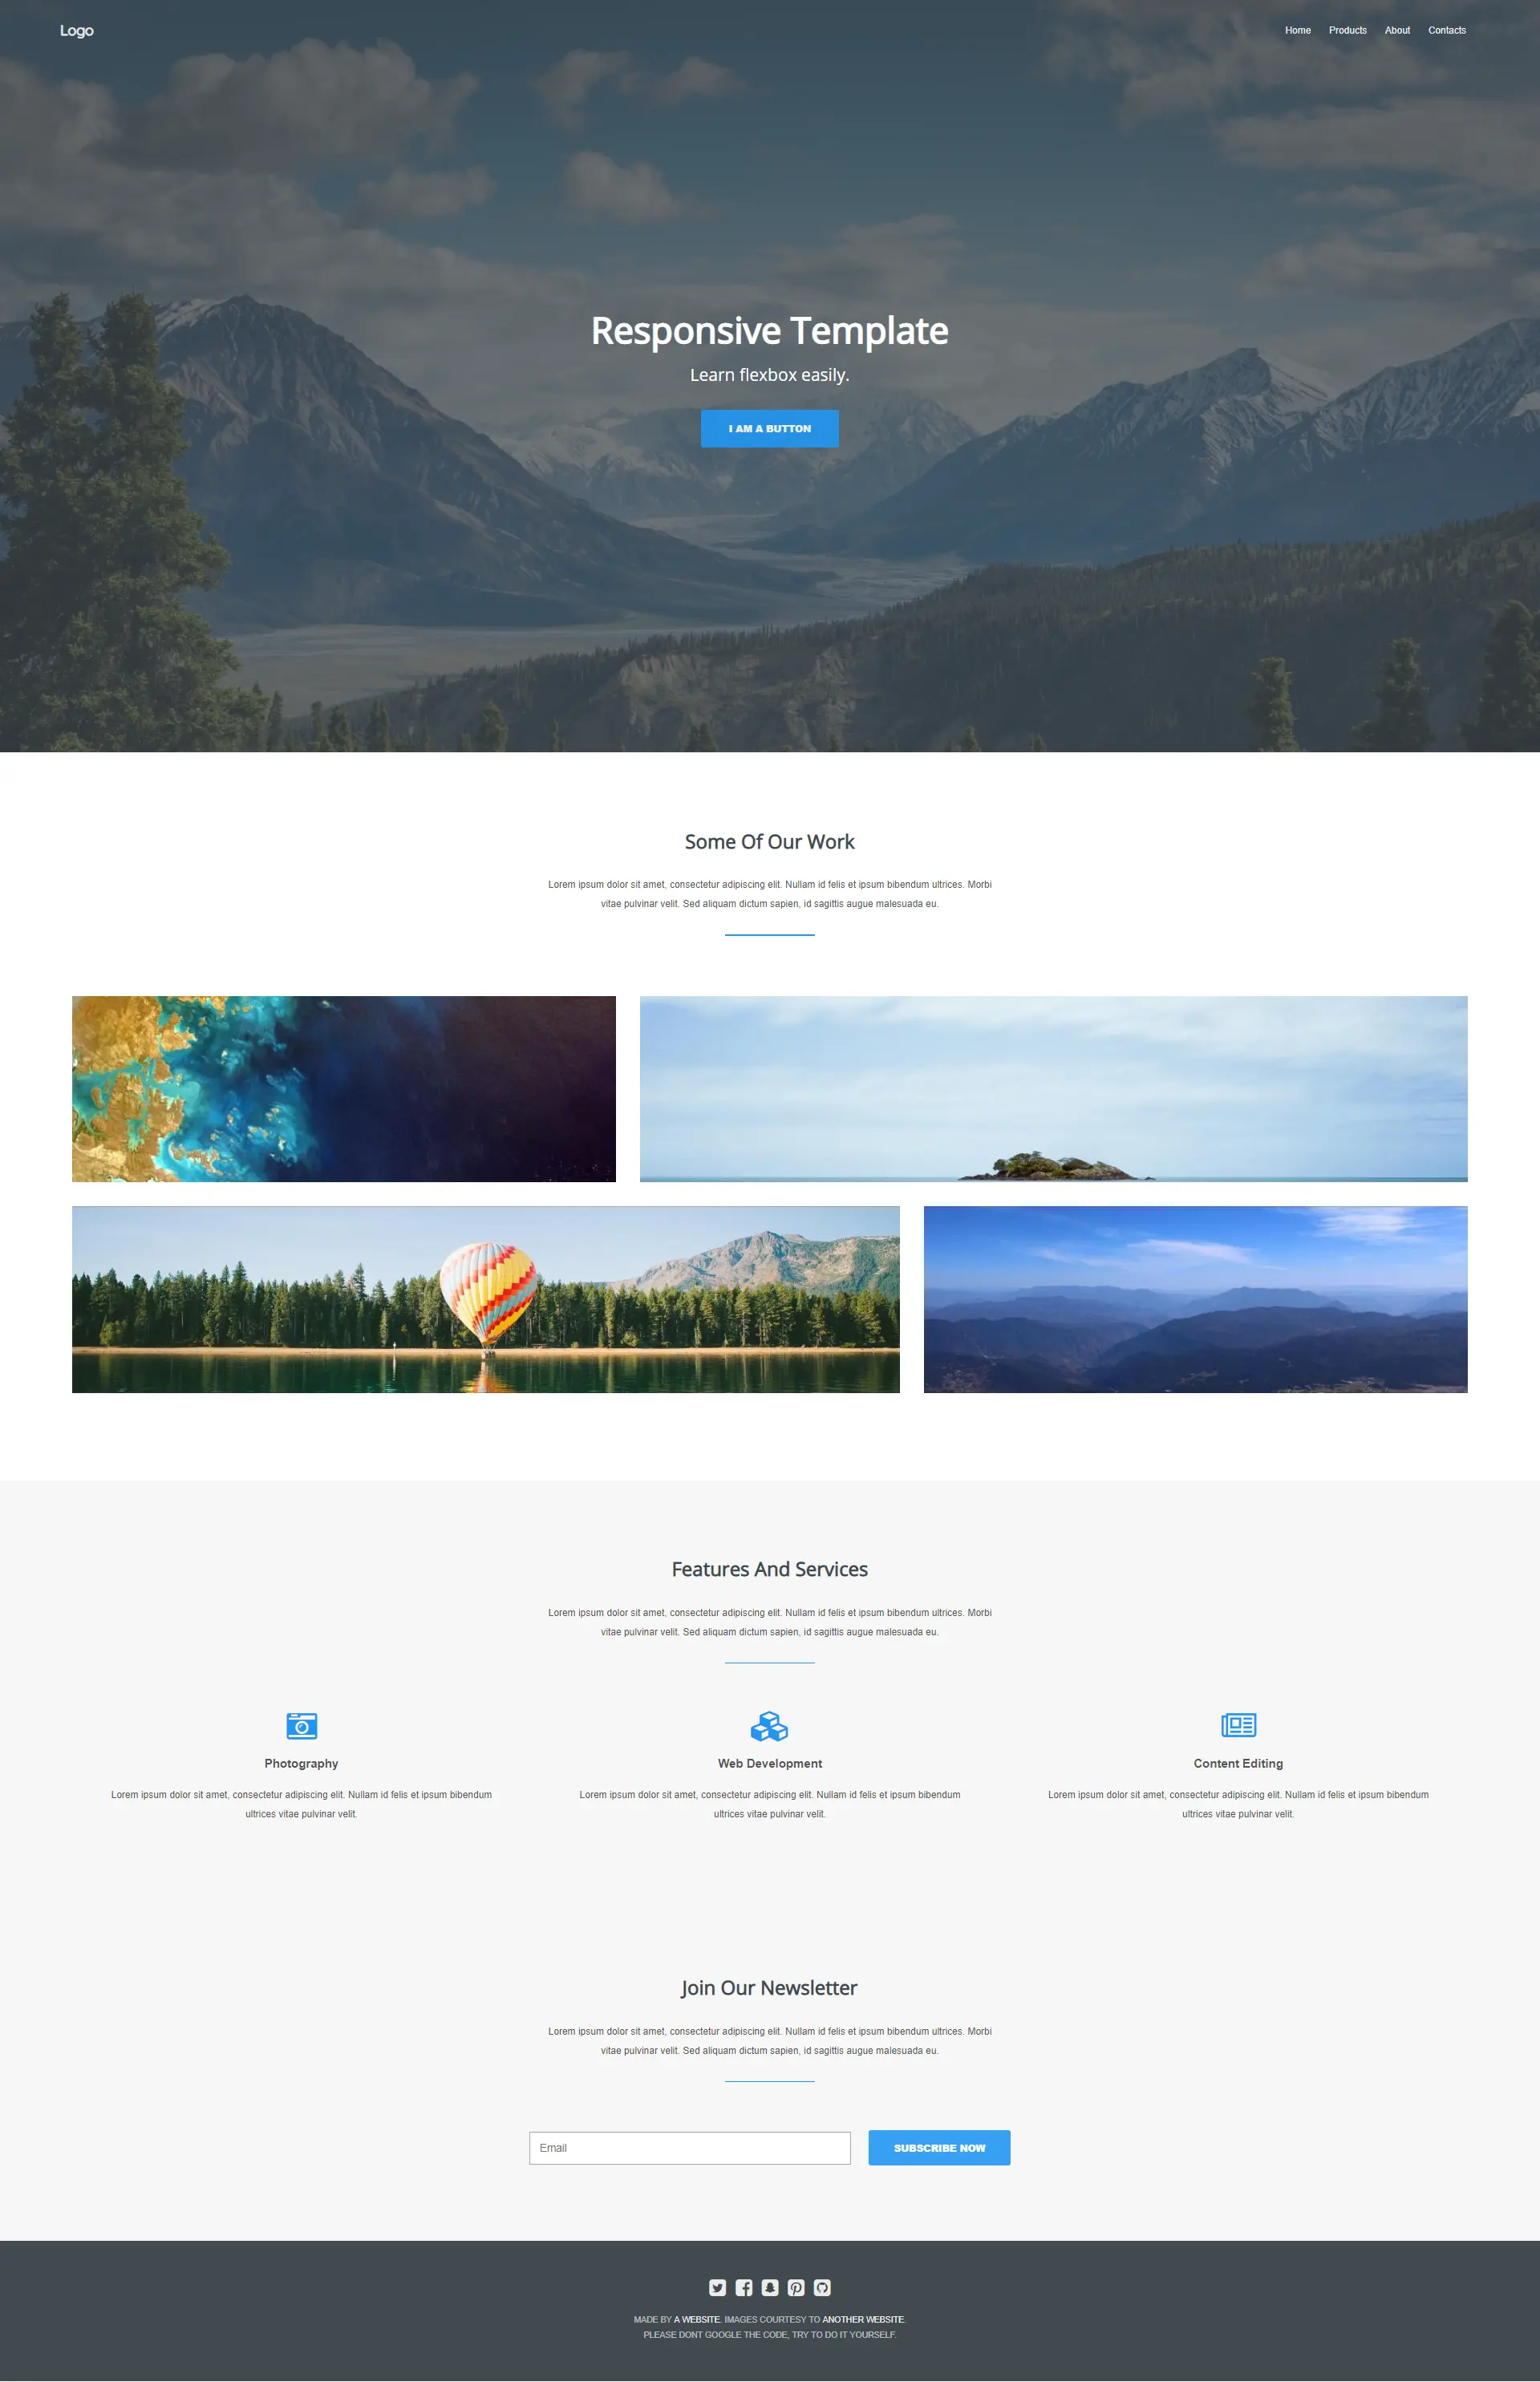 Logo
Home Products About Contacts
Responsive Template
Learn flexbox easily.
I AM A BUTTON
Some Of Our Work
Lorem ipsum dolor sit amet, consectetur adipiscing elit. Nullam id felis et ipsum bibendum ultrices. Morbi
vitae pulvinar velit. Sed aliquam dictum sapien, id sagittis augue malesuada eu.
Features And Services
Lorem ipsum dolor sit amet, consectetur adipiscing elit. Nullam id felis et ipsum bibendum ultrices. Morbi
vitae pulvinar velit. Sed aliquam dictum sapien, id sagittis augue malesuada eu.
Photography
Lorem ipsum dolor sit amet, consectetur adipiscing elit. Nullam id felis et ipsum bibendum
ultrices vitae pulvinar velit.
Web Development
Lorem ipsum dolor sit amet, consectetur adipiscing elit. Nullam id felis et ipsum bibendum
ultrices vitae pulvinar velit.
Content Editing
Lorem ipsum dolor sit amet, consectetur adipiscing elit. Nullam id felis et ipsum bibendum
ultrices vitae pulvinar velit.
Join Our Newsletter
Lorem ipsum dolor sit amet, consectetur adipiscing elit. Nullam id felis et ipsum bibendum ultrices. Morbi
vitae pulvinar velit. Sed aliquam dictum sapien, id sagittis augue malesuada eu.
Email
SUBSCRIBE NOW
MADE BY A WEBSITE. IMAGES COURTESY TO ANOTHER WEBSITE.
PLEASE DONT GOOGLE THE CODE, TRY TO DO IT YOURSELF.